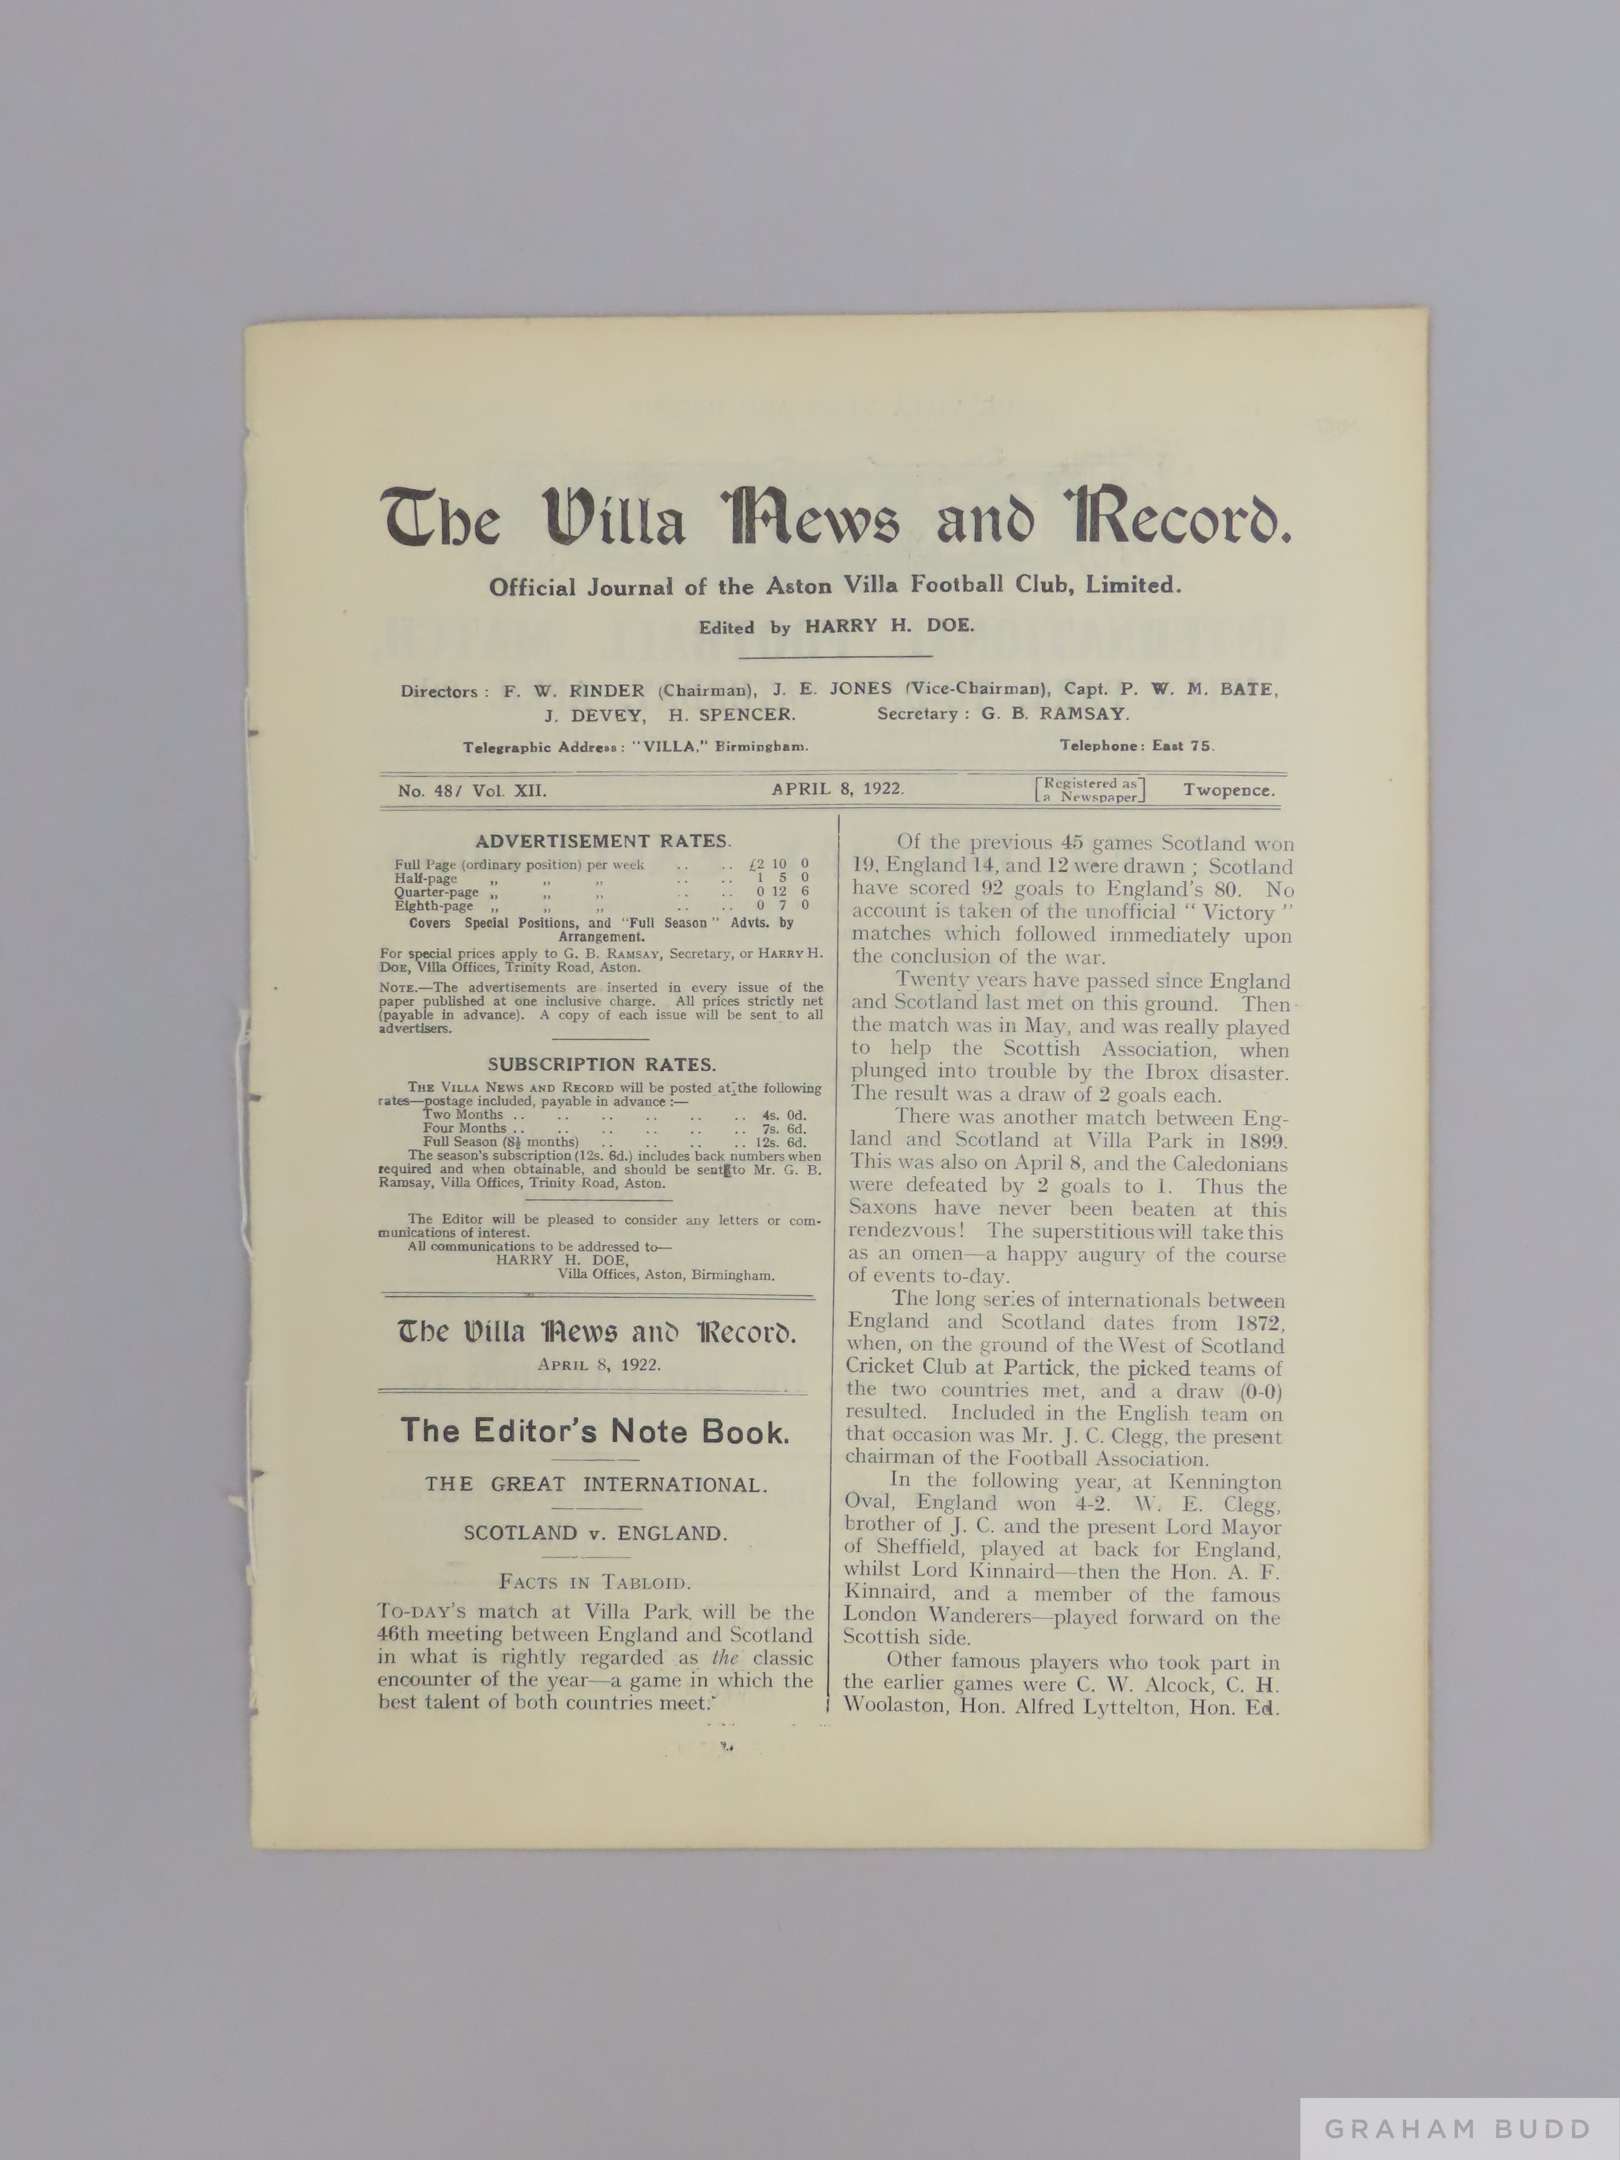 The Villa News and Record.
Official Journal of the Aston Villa Football Club, Limited.
Edited by HARRY H. DOE.
Directors : F. W. RINDER (Chairman), J. E. JONES (Vice-Chairman), Capt. P. W. M. BATE,
J. DEVEY, H. SPENCER. Secretary : G. B. RAMSAY.
Telegraphic Address : "VILLA," Birmingham. Telephone : East 75.
No. 487 Vol. XII. APRIL 8, 1922. [Registered as a Newspaper] Twopence.
ADVERTISEMENT RATES.
Full Page (ordinary position) per week .. .. £2 10 0
Half-page ,, ,, ,, .. .. 1 5 0
Quarter-page ,, ,, ,, .. .. 0 12 6
Eighth-page ,, ,, ,, .. .. 0 7 0
Covers Special Positions, and "Full Season" Advts. by
Arrangement.
For special prices apply to G. B. RAMSAY, Secretary, or HARRY H.
DOE, Villa Offices, Trinity Road, Aston.
NOTE.—The advertisements are inserted in every issue of the
paper published at one inclusive charge. All prices strictly net
(payable in advance). A copy of each issue will be sent to all
advertisers.
SUBSCRIPTION RATES.
THE VILLA NEWS AND RECORD will be posted at the following
rates—postage included, payable in advance :—
Two Months .. .. .. .. .. .. 4s. 0d.
Four Months .. .. .. .. .. .. 7s. 6d.
Full Season (8½ months) .. .. .. .. 12s. 6d.
The season's subscription (12s. 6d.) includes back numbers when
required and when obtainable, and should be sent to Mr. G. B.
Ramsay, Villa Offices, Trinity Road, Aston.
The Editor will be pleased to consider any letters or com-
munications of interest.
All communications to be addressed to—
HARRY H. DOE,
Villa Offices, Aston, Birmingham.
The Villa News and Record.
APRIL 8, 1922.
The Editor's Note Book.
THE GREAT INTERNATIONAL.
SCOTLAND v. ENGLAND.
FACTS IN TABLOID.
TO-DAY'S match at Villa Park will be the
46th meeting between England and Scotland
in what is rightly regarded as the classic
encounter of the year—a game in which the
best talent of both countries meet.
Of the previous 45 games Scotland won
19, England 14, and 12 were drawn ; Scotland
have scored 92 goals to England's 80. No
account is taken of the unofficial " Victory "
matches which followed immediately upon
the conclusion of the war.
Twenty years have passed since England
and Scotland last met on this ground. Then
the match was in May, and was really played
to help the Scottish Association, when
plunged into trouble by the Ibrox disaster.
The result was a draw of 2 goals each.
There was another match between Eng-
land and Scotland at Villa Park in 1899.
This was also on April 8, and the Caledonians
were defeated by 2 goals to 1. Thus the
Saxons have never been beaten at this
rendezvous! The superstitious will take this
as an omen—a happy augury of the course
of events to-day.
The long series of internationals between
England and Scotland dates from 1872,
when, on the ground of the West of Scotland
Cricket Club at Partick, the picked teams of
the two countries met, and a draw (0-0)
resulted. Included in the English team on
that occasion was Mr. J. C. Clegg, the present
chairman of the Football Association.
In the following year, at Kennington
Oval, England won 4-2. W. E. Clegg,
brother of J. C. and the present Lord Mayor
of Sheffield, played at back for England,
whilst Lord Kinnaird—then the Hon. A. F.
Kinnaird, and a member of the famous
London Wanderers—played forward on the
Scottish side.
Other famous players who took part in
the earlier games were C. W. Alcock, C. H.
Woolaston, Hon. Alfred Lyttelton, Hon. Ed.
GRAHAM BUDD